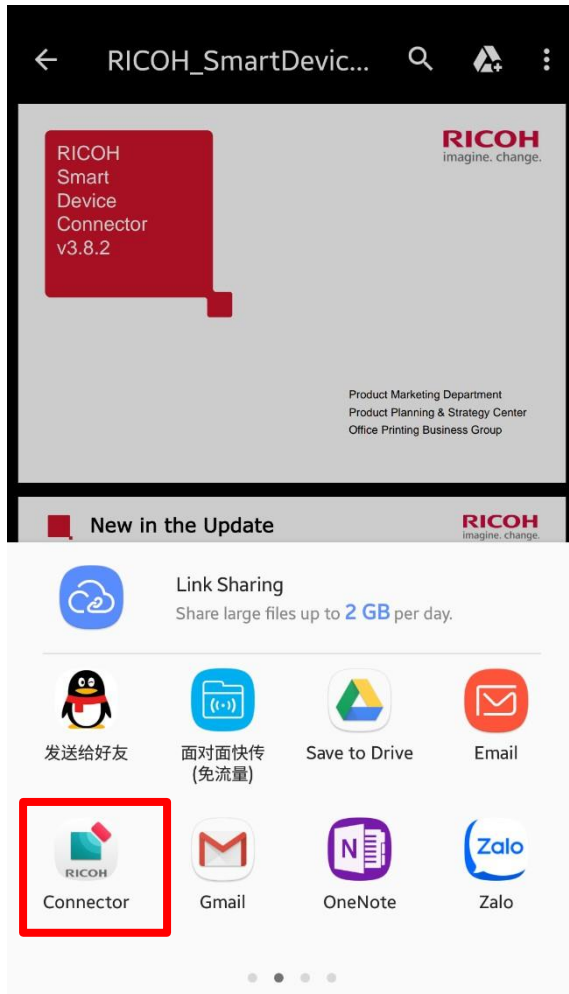 RICOH_SmartDevic...
RICOH
imagine. change.
RICOH
Smart
Device
Connector
v3.8.2
Product Marketing Department
Product Planning & Strategy Center
Office Printing Business Group
New in the Update
RICOH
imagine. change.
Link Sharing
Share large files up to 2 GB per day.
发送给好友
面对面快传
(免流量)
Save to Drive
Email
RICOH
Connector
Gmail
N
OneNote
Zalo
Zalo